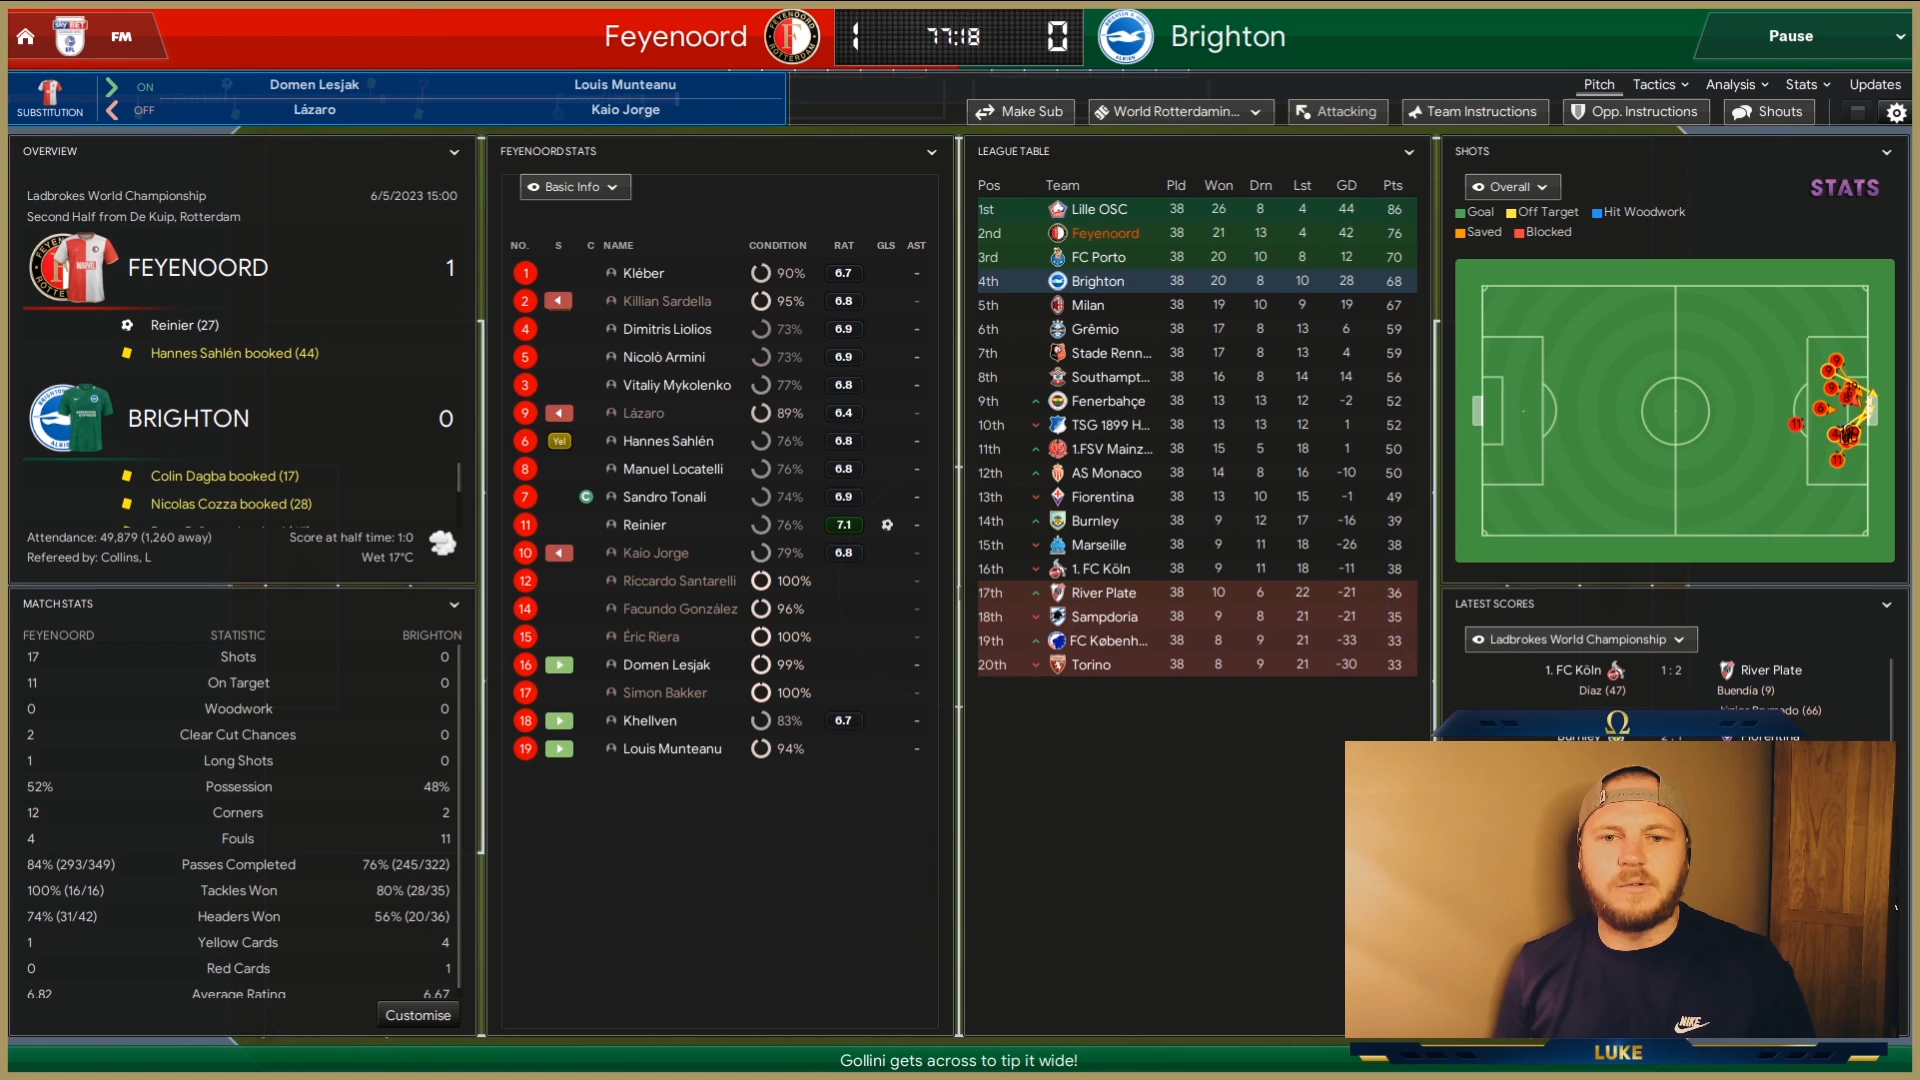 FM
Feyenoord
1
77:18
0
Brighton
Pause
SUBSTITUTION
ON
Domen Lesjak
Louis Munteanu
OFF
Lázaro
Kaio Jorge
Pitch
Tactics
Analysis
Stats
Updates
Make Sub
World Rotterdamin...
Attacking
Team Instructions
Opp. Instructions
Shouts
OVERVIEW
Ladbrokes World Championship
6/5/2023 15:00
Second Half from De Kuip, Rotterdam
FEYENOORD
1
Reinier (27)
Hannes Sahlén booked (44)
BRIGHTON
0
Colin Dagba booked (17)
Nicolas Cozza booked (28)
Attendance: 49,879 (1,260 away)
Score at half time: 1:0
Refereed by: Collins, L
Wet 17°C
MATCH STATS
FEYENOORD STATISTIC BRIGHTON
17 Shots 0
11 On Target 0
0 Woodwork 0
2 Clear Cut Chances 0
1 Long Shots 0
52% Possession 48%
12 Corners 2
4 Fouls 11
84% (293/349) Passes Completed 76% (245/322)
100% (16/16) Tackles Won 80% (28/35)
74% (31/42) Headers Won 56% (20/36)
1 Yellow Cards 4
0 Red Cards 1
6.82 Average Rating 6.67
Customise
FEYENOORD STATS
Basic Info
NO. S C NAME CONDITION RAT GLS AST
1 Kléber 90% 6.7 -
2 Killian Sardella 95% 6.8 -
4 Dimitris Liolios 73% 6.9 -
5 Nicolò Armini 73% 6.9 -
3 Vitaliy Mykolenko 77% 6.8 -
9 Lázaro 89% 6.4 -
6 Yel Hannes Sahlén 76% 6.8 -
8 Manuel Locatelli 76% 6.8 -
7 C Sandro Tonali 74% 6.9 -
11 Reinier 76% 7.1 -
10 Kaio Jorge 79% 6.8 -
12 Riccardo Santarelli 100% -
14 Facundo González 96% -
15 Éric Riera 100% -
16 Domen Lesjak 99% -
17 Simon Bakker 100% -
18 Khellven 83% 6.7 -
19 Louis Munteanu 94% -
LEAGUE TABLE
Pos Team Pld Won Drn Lst GD Pts
1st Lille OSC 38 26 8 4 44 86
2nd Feyenoord 38 21 13 4 42 76
3rd FC Porto 38 20 10 8 12 70
4th Brighton 38 20 8 10 28 68
5th Milan 38 19 10 9 19 67
6th Grêmio 38 17 8 13 6 59
7th Stade Renn... 38 17 8 13 4 59
8th Southampt... 38 16 8 14 14 56
9th Fenerbahçe 38 13 13 12 -2 52
10th TSG 1899 H... 38 13 13 12 1 52
11th 1.FSV Mainz... 38 15 5 18 1 50
12th AS Monaco 38 14 8 16 -10 50
13th Fiorentina 38 13 10 15 -1 49
14th Burnley 38 9 12 17 -16 39
15th Marseille 38 9 11 18 -26 38
16th 1. FC Köln 38 9 11 18 -11 38
17th River Plate 38 10 6 22 -21 36
18th Sampdoria 38 9 8 21 -21 35
19th FC Københ... 38 8 9 21 -33 33
20th Torino 38 8 9 21 -30 33
SHOTS
Overall
STATS
Goal Off Target Hit Woodwork
Saved Blocked
LATEST SCORES
Ladbrokes World Championship
1. FC Köln 1 : 2 River Plate
Díaz (47) Buendía (9)
Burnley Fiorentina
NIKE
LUKE
Gollini gets across to tip it wide!